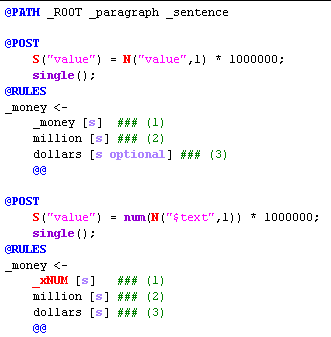 @PATH _ROOT _paragraph _sentence
@POST
S("value") = N("value",1) * 1000000;
single();
@RULES
_money <-
_money [s] ### (1)
million [s] ### (2)
dollars [s optional] ### (3)
@@
@POST
S("value") = num(N("$text",1)) * 1000000;
single();
@RULES
_money <-
_xNUM [s] ### (1)
million [s] ### (2)
dollars [s] ### (3)
@@